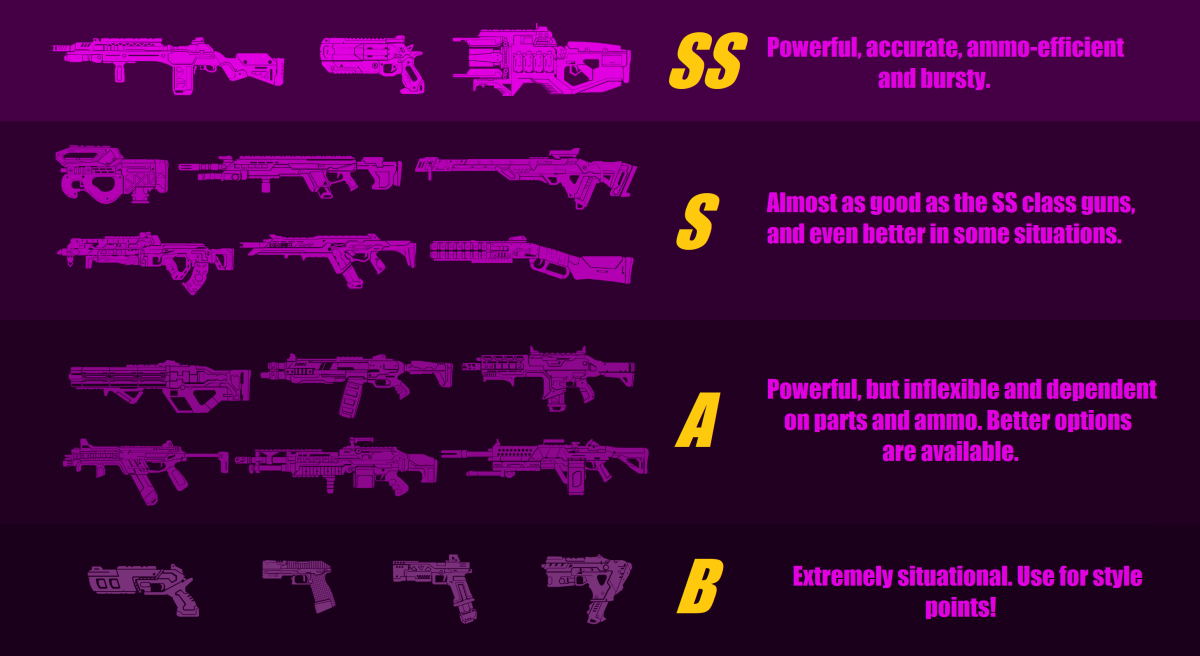 SS
Powerful, accurate, ammo-efficient
and bursty.
S
Almost as good as the SS class guns,
and even better in some situations.
A
Powerful, but inflexible and dependent
on parts and ammo. Better options
are available.
B
Extremely situational. Use for style
points!